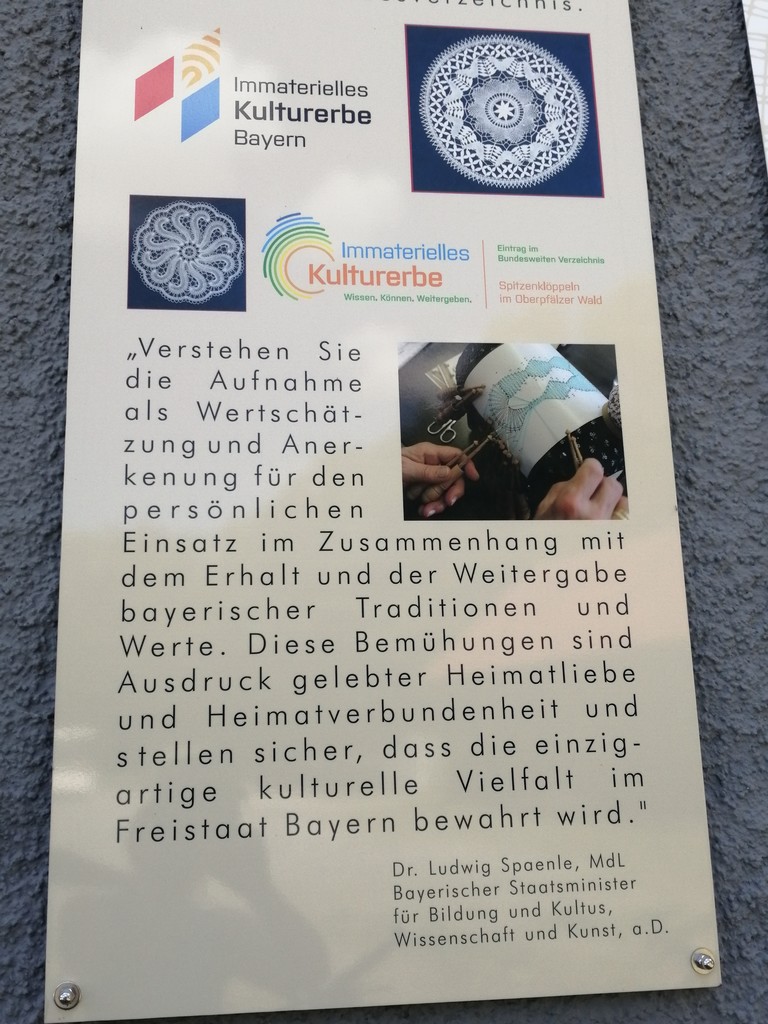 Immaterielles
Kulturerbe
Bayern
Immaterielles
Kulturerbe
Wissen. Können. Weitergeben.
Eintrag im
Bundesweiten Verzeichnis
Spitzenklöppeln
im Oberpfälzer Wald
„Verstehen Sie
die Aufnahme
als Wertschät-
zung und Aner-
kenung für den
persönlichen
Einsatz im Zusammenhang mit
dem Erhalt und der Weitergabe
bayerischer Traditionen und
Werte. Diese Bemühungen sind
Ausdruck gelebter Heimatliebe
und Heimatverbundenheit und
stellen sicher, dass die einzig-
artige kulturelle Vielfalt im
Freistaat Bayern bewahrt wird."
Dr. Ludwig Spaenle, MdL
Bayerischer Staatsminister
für Bildung und Kultus,
Wissenschaft und Kunst, a.D.